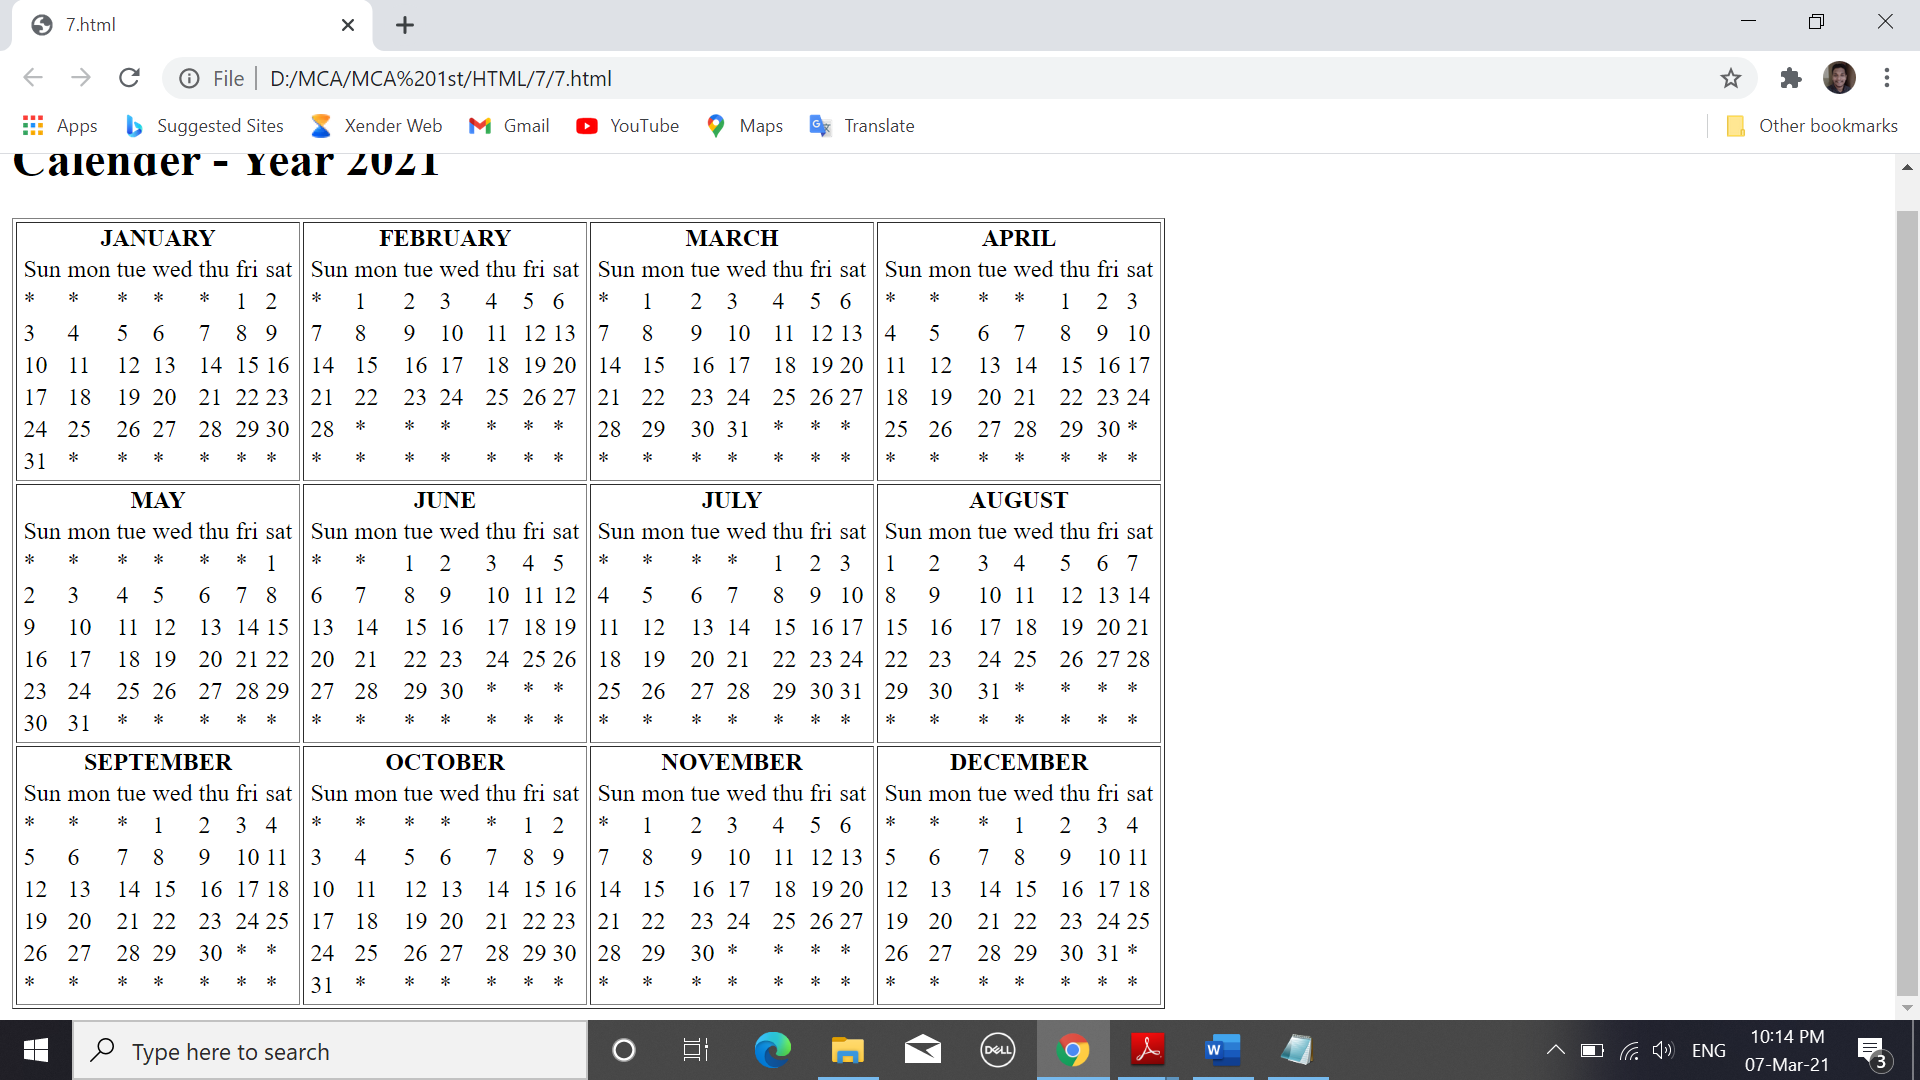 7.html
File D:/MCA/MCA%201st/HTML/7/7.html
Apps Suggested Sites Xender Web Gmail YouTube Maps Translate Other bookmarks
Calender - Year 2021
JANUARY FEBRUARY MARCH APRIL
Sun mon tue wed thu fri sat Sun mon tue wed thu fri sat Sun mon tue wed thu fri sat Sun mon tue wed thu fri sat
* * * * * 1 2 * 1 2 3 4 5 6 * 1 2 3 4 5 6 * * * * 1 2 3
3 4 5 6 7 8 9 7 8 9 10 11 12 13 7 8 9 10 11 12 13 4 5 6 7 8 9 10
10 11 12 13 14 15 16 14 15 16 17 18 19 20 14 15 16 17 18 19 20 11 12 13 14 15 16 17
17 18 19 20 21 22 23 21 22 23 24 25 26 27 21 22 23 24 25 26 27 18 19 20 21 22 23 24
24 25 26 27 28 29 30 28 * * * * * * 28 29 30 31 * * * 25 26 27 28 29 30 *
31 * * * * * * * * * * * * * * * * * * * * * * * * * * *
MAY JUNE JULY AUGUST
Sun mon tue wed thu fri sat Sun mon tue wed thu fri sat Sun mon tue wed thu fri sat Sun mon tue wed thu fri sat
* * * * * * 1 * * 1 2 3 4 5 * * * * 1 2 3 1 2 3 4 5 6 7
2 3 4 5 6 7 8 6 7 8 9 10 11 12 4 5 6 7 8 9 10 8 9 10 11 12 13 14
9 10 11 12 13 14 15 13 14 15 16 17 18 19 11 12 13 14 15 16 17 15 16 17 18 19 20 21
16 17 18 19 20 21 22 20 21 22 23 24 25 26 18 19 20 21 22 23 24 22 23 24 25 26 27 28
23 24 25 26 27 28 29 27 28 29 30 * * * 25 26 27 28 29 30 31 29 30 31 * * * *
30 31 * * * * * * * * * * * * * * * * * * * * * * * * * *
SEPTEMBER OCTOBER NOVEMBER DECEMBER
Sun mon tue wed thu fri sat Sun mon tue wed thu fri sat Sun mon tue wed thu fri sat Sun mon tue wed thu fri sat
* * * 1 2 3 4 * * * * * 1 2 * 1 2 3 4 5 6 * * * 1 2 3 4
5 6 7 8 9 10 11 3 4 5 6 7 8 9 7 8 9 10 11 12 13 5 6 7 8 9 10 11
12 13 14 15 16 17 18 10 11 12 13 14 15 16 14 15 16 17 18 19 20 12 13 14 15 16 17 18
19 20 21 22 23 24 25 17 18 19 20 21 22 23 21 22 23 24 25 26 27 19 20 21 22 23 24 25
26 27 28 29 30 * * 24 25 26 27 28 29 30 28 29 30 * * * * 26 27 28 29 30 31 *
* * * * * * * 31 * * * * * * * * * * * * * * * * * * * *
Type here to search
DELL
W
ENG
10:14 PM
07-Mar-21
3